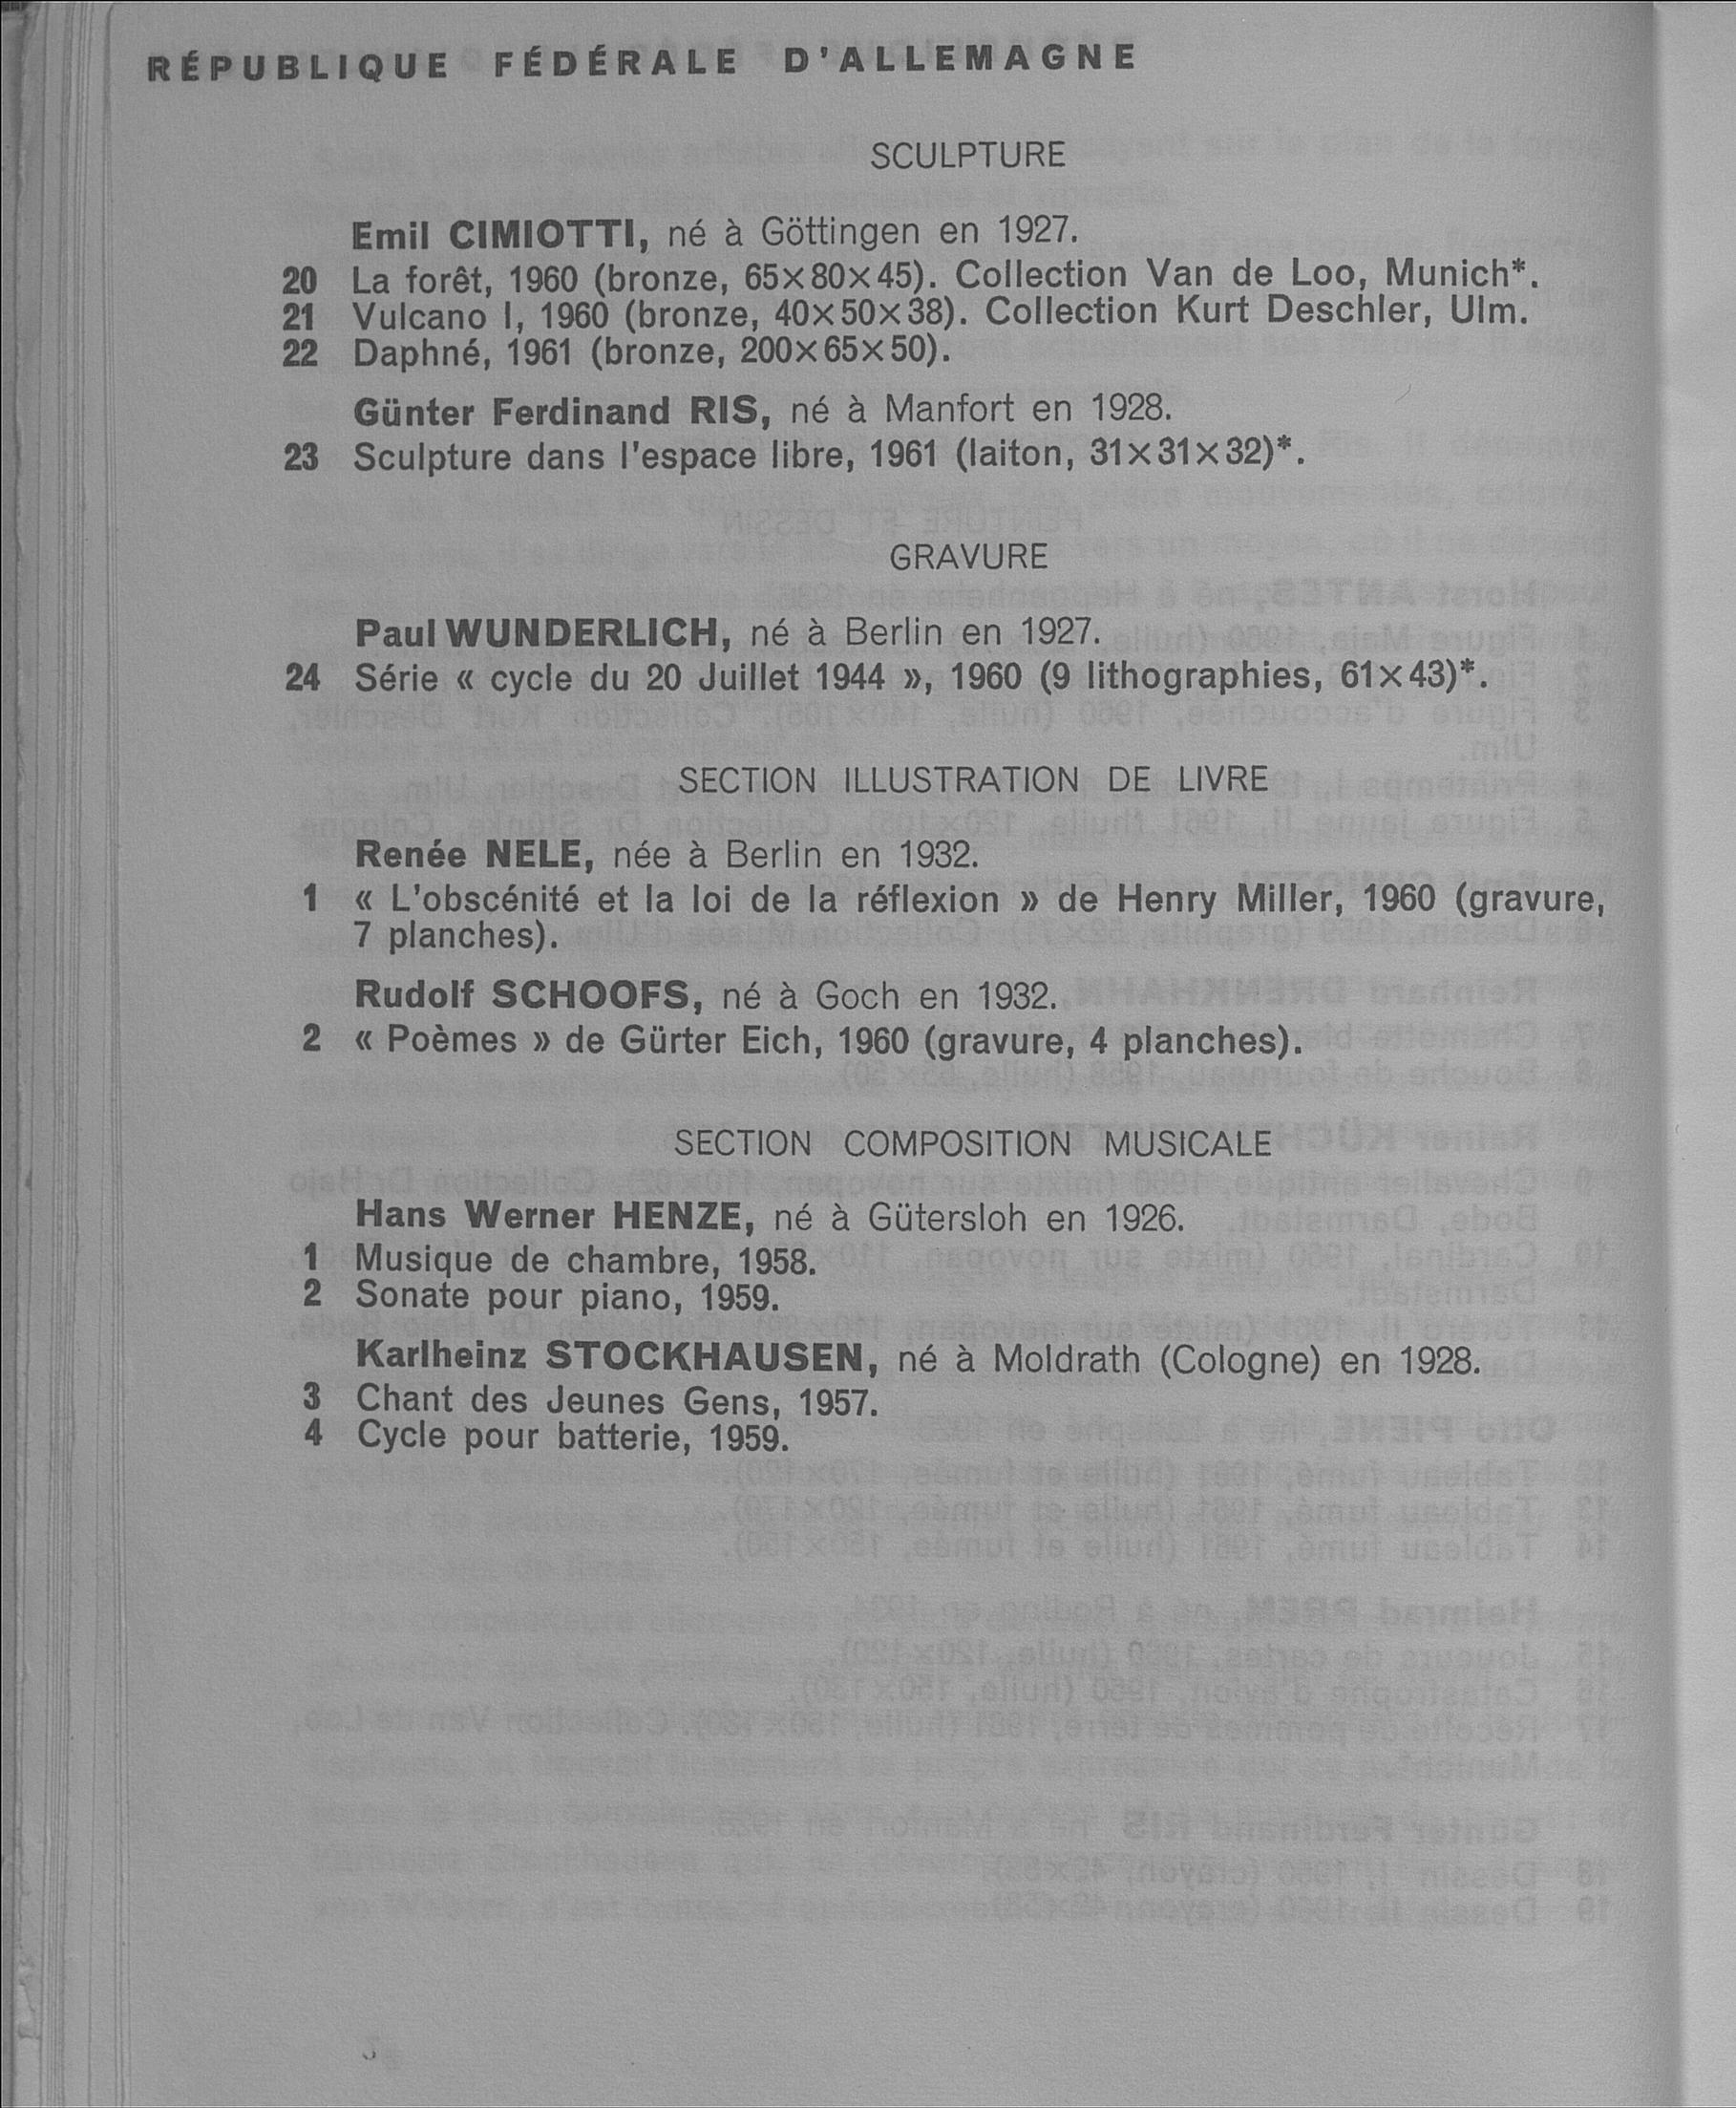 RÉPUBLIQUE FÉDÉRALE D'ALLEMAGNE
SCULPTURE
Emil CIMIOTTI, né à Göttingen en 1927.
20 La forêt, 1960 (bronze, 65×80×45). Collection Van de Loo, Munich*.
21 Vulcano I, 1960 (bronze, 40×50×38). Collection Kurt Deschler, Ulm.
22 Daphné, 1961 (bronze, 200×65×50).
Günter Ferdinand RIS, né à Manfort en 1928.
23 Sculpture dans l'espace libre, 1961 (laiton, 31×31×32)*.
GRAVURE
Paul WUNDERLICH, né à Berlin en 1927.
24 Série « cycle du 20 Juillet 1944 », 1960 (9 lithographies, 61×43)*.
SECTION ILLUSTRATION DE LIVRE
Renée NELE, née à Berlin en 1932.
1 « L'obscénité et la loi de la réflexion » de Henry Miller, 1960 (gravure,
7 planches).
Rudolf SCHOOFS, né à Goch en 1932.
2 « Poèmes » de Gürter Eich, 1960 (gravure, 4 planches).
SECTION COMPOSITION MUSICALE
Hans Werner HENZE, né à Gütersloh en 1926.
1 Musique de chambre, 1958.
2 Sonate pour piano, 1959.
Karlheinz STOCKHAUSEN, né à Moldrath (Cologne) en 1928.
3 Chant des Jeunes Gens, 1957.
4 Cycle pour batterie, 1959.